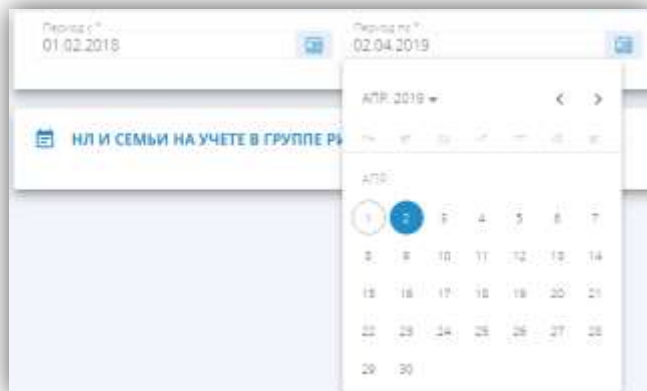 Период с *
01.02.2018
Период по *
02.04.2019
АПР. 2019
НЛ И СЕМЬИ НА УЧЕТЕ В ГРУППЕ
АПР.
1 2 3 4 5 6 7
8 9 10 11 12 13 14
15 16 17 18 19 20 21
22 23 24 25 26 27 28
29 30